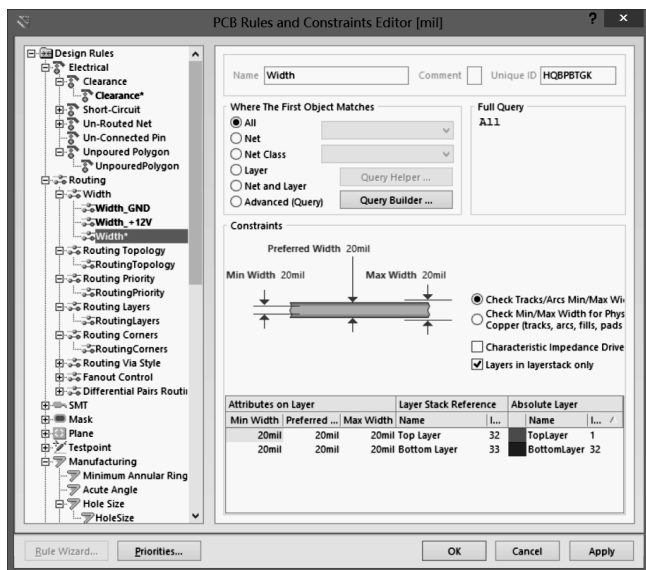 PCB Rules and Constraints Editor [mil]
? ×
Design Rules
Electrical
Clearance
Clearance*
Short-Circuit
Un-Routed Net
Un-Connected Pin
Unpoured Polygon
UnpouredPolygon
Routing
Width
Width_GND
Width_+12V
Width*
Routing Topology
RoutingTopology
Routing Priority
RoutingPriority
Routing Layers
RoutingLayers
Routing Corners
RoutingCorners
Routing Via Style
Fanout Control
Differential Pairs Routi
SMT
Mask
Plane
Testpoint
Manufacturing
Minimum Annular Ring
Acute Angle
Hole Size
HoleSize
Name Width Comment Unique ID HQBPBTGK
Where The First Object Matches
All
Net
Net Class
Layer
Net and Layer
Advanced (Query)
Query Helper ...
Query Builder ...
Full Query
All
Constraints
Preferred Width 20mil
Min Width 20mil Max Width 20mil
Check Tracks/Arcs Min/Max Wi
Check Min/Max Width for Phys
Copper (tracks, arcs, fills, pads
Characteristic Impedance Drive
Layers in layerstack only
Attributes on Layer Layer Stack Reference Absolute Layer
Min Width Preferred ... Max Width Name I... Name I... /
20mil 20mil 20mil Top Layer 32 TopLayer 1
20mil 20mil 20mil Bottom Layer 33 BottomLayer 32
Rule Wizard... Priorities... OK Cancel Apply